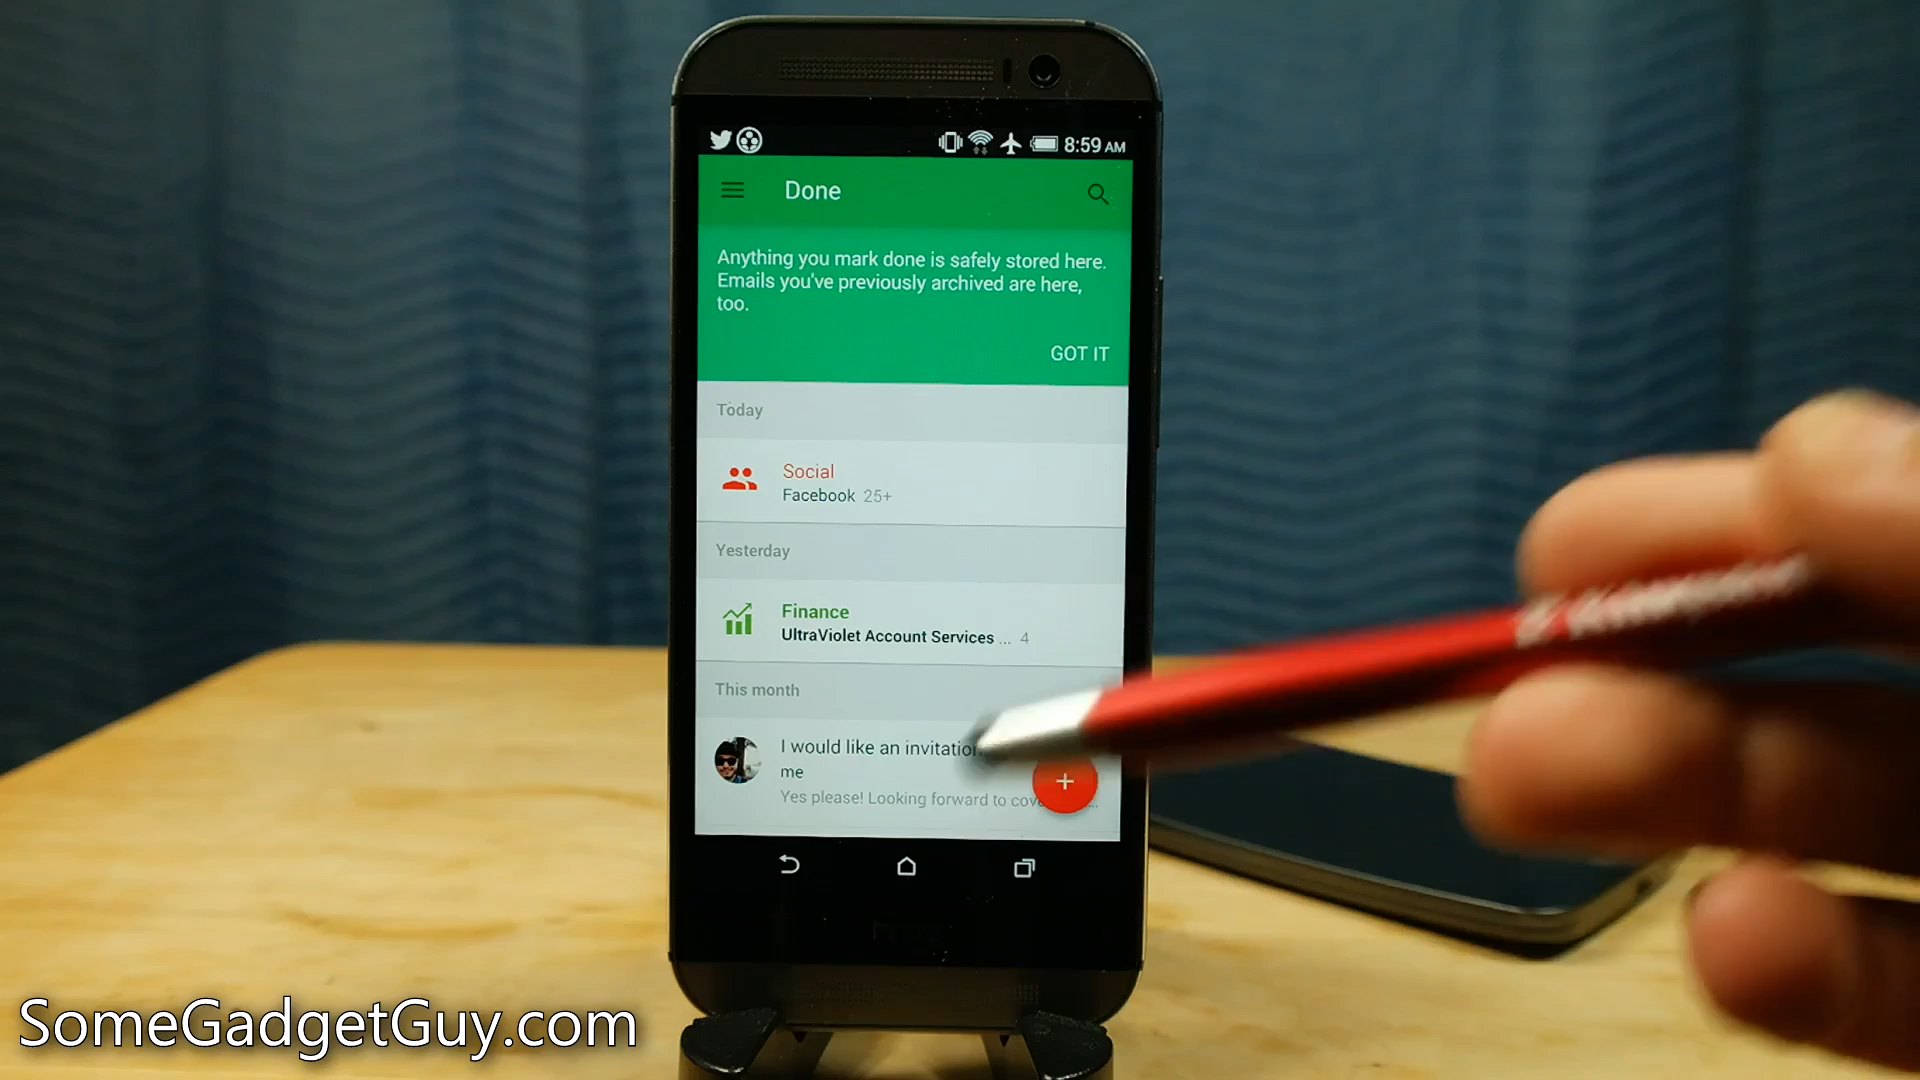 8:59 AM
Done
Anything you mark done is safely stored here.
Emails you've previously archived are here,
too.
GOT IT
Today
Social
Facebook 25+
Yesterday
Finance
UltraViolet Account Services ... 4
This month
I would like an invitation
me
Yes please! Looking forward to cov
SomeGadgetGuy.com